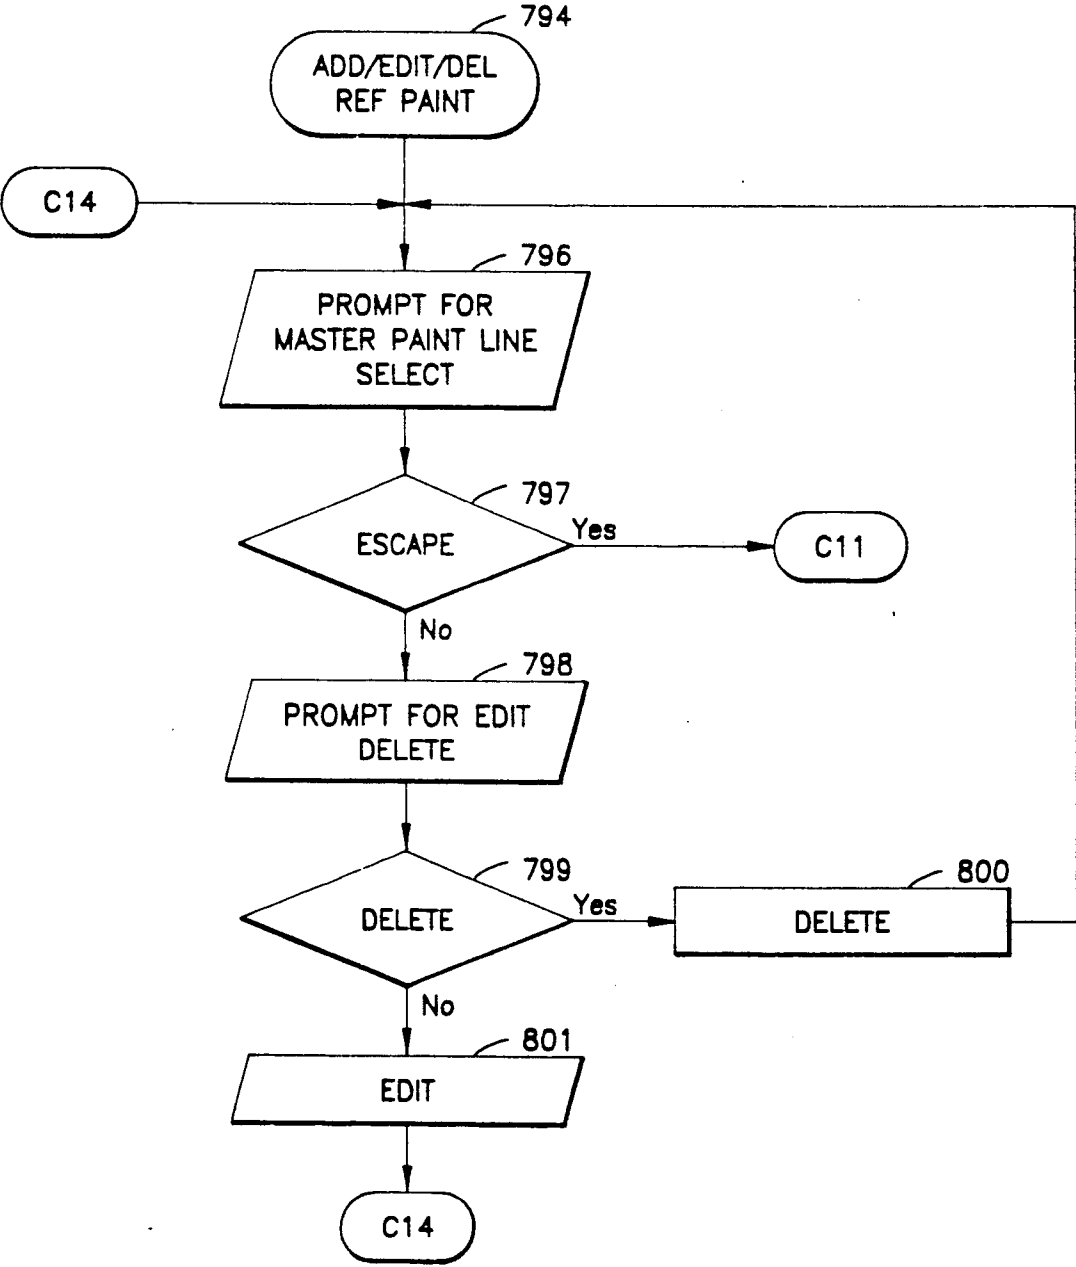 794
ADD/EDIT/DEL
REF PAINT
C14
796
PROMPT FOR
MASTER PAINT LINE
SELECT
797
ESCAPE
Yes
C11
No
798
PROMPT FOR EDIT
DELETE
799
DELETE
Yes
800
DELETE
No
801
EDIT
C14